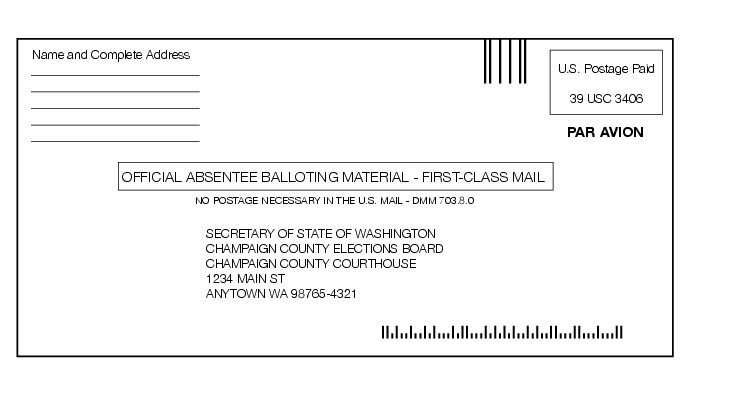 Name and Complete Address
U.S. Postage Paid
39 USC 3406
PAR AVION
OFFICIAL ABSENTEE BALLOTING MATERIAL - FIRST-CLASS MAIL
NO POSTAGE NECESSARY IN THE U.S. MAIL - DMM 703.8.0
SECRETARY OF STATE OF WASHINGTON
CHAMPAIGN COUNTY ELECTIONS BOARD
CHAMPAIGN COUNTY COURTHOUSE
1234 MAIN ST
ANYTOWN WA 98765-4321